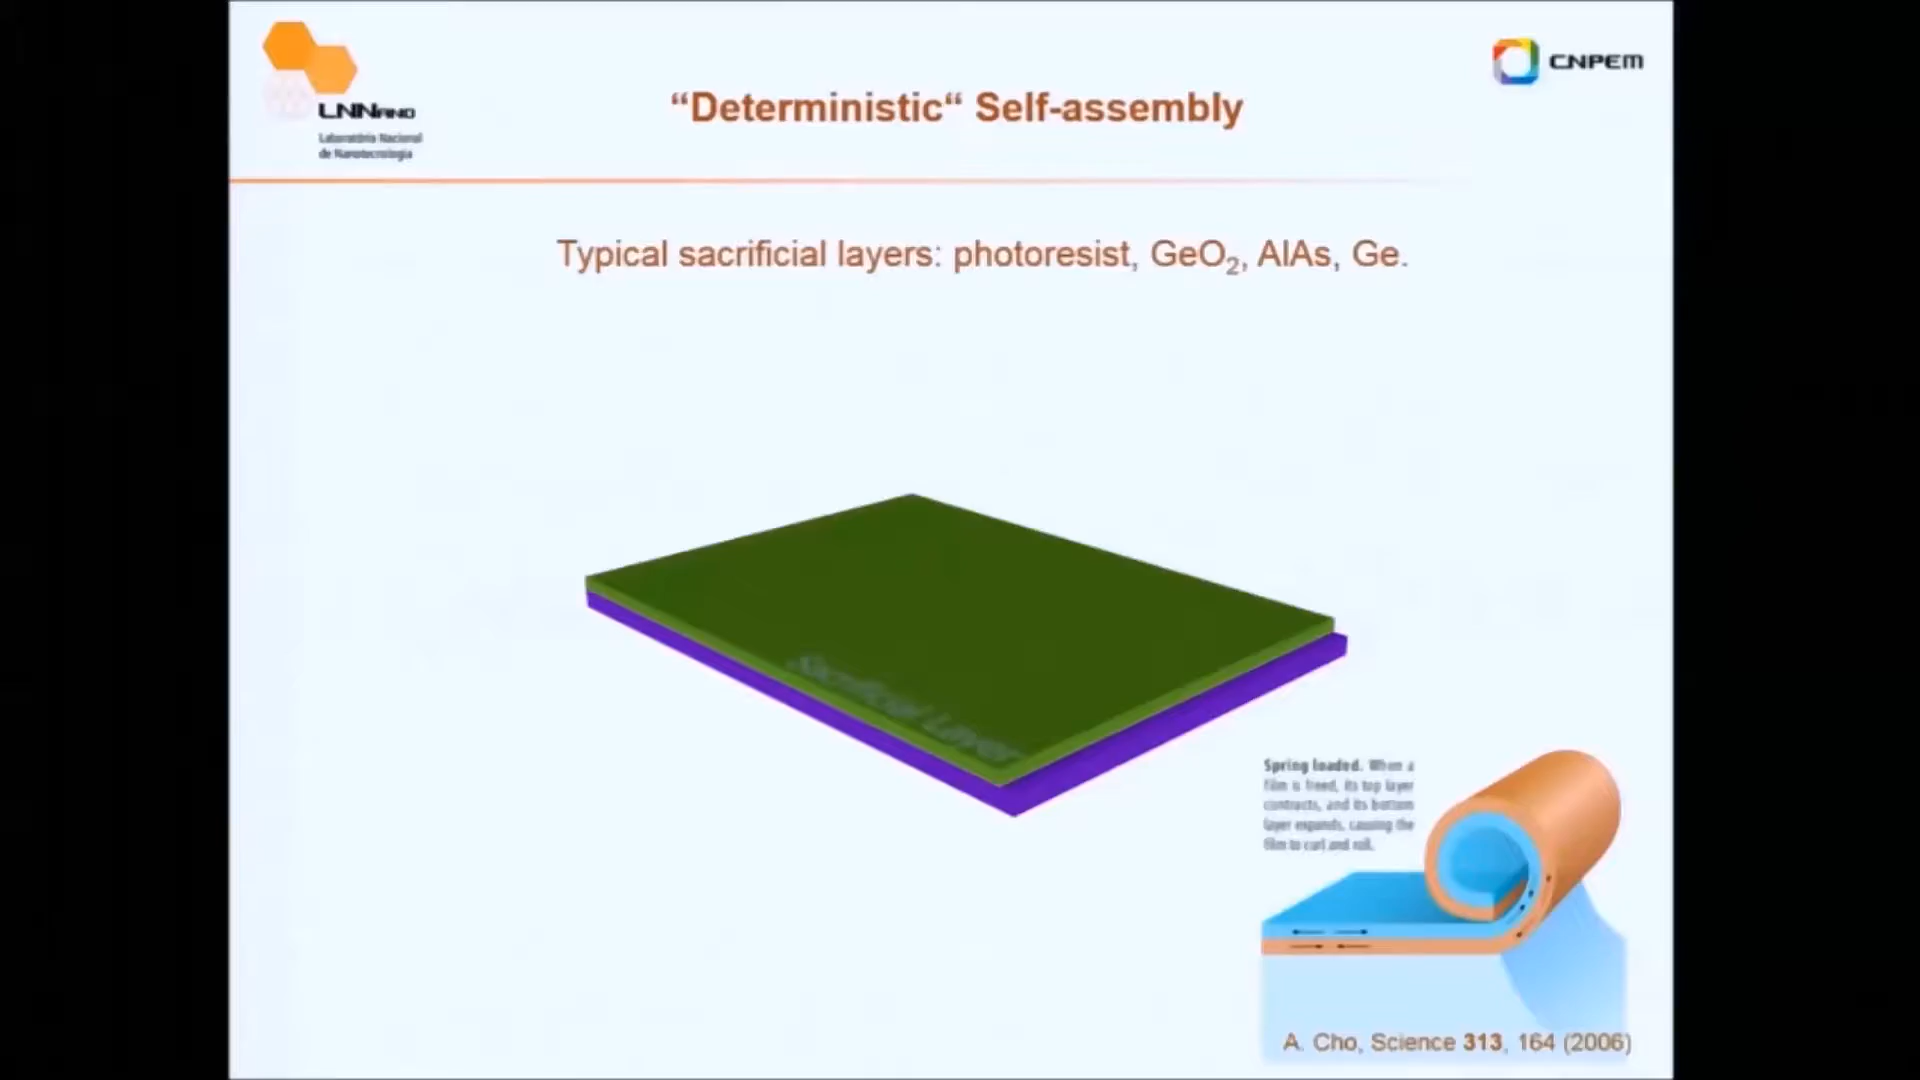 LNNano
Laboratório Nacional
de Nanotecnologia
CNPEM
“Deterministic“ Self-assembly
Typical sacrificial layers: photoresist, GeO₂, AlAs, Ge.
Sacrificial Layer
Spring loaded. When a
film is freed, its top layer
contracts, and its bottom
layer expands, causing the
film to curl and roll.
A. Cho, Science 313, 164 (2006)